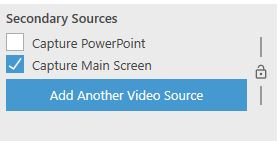 Secondary Sources
Capture PowerPoint
Capture Main Screen
Add Another Video Source